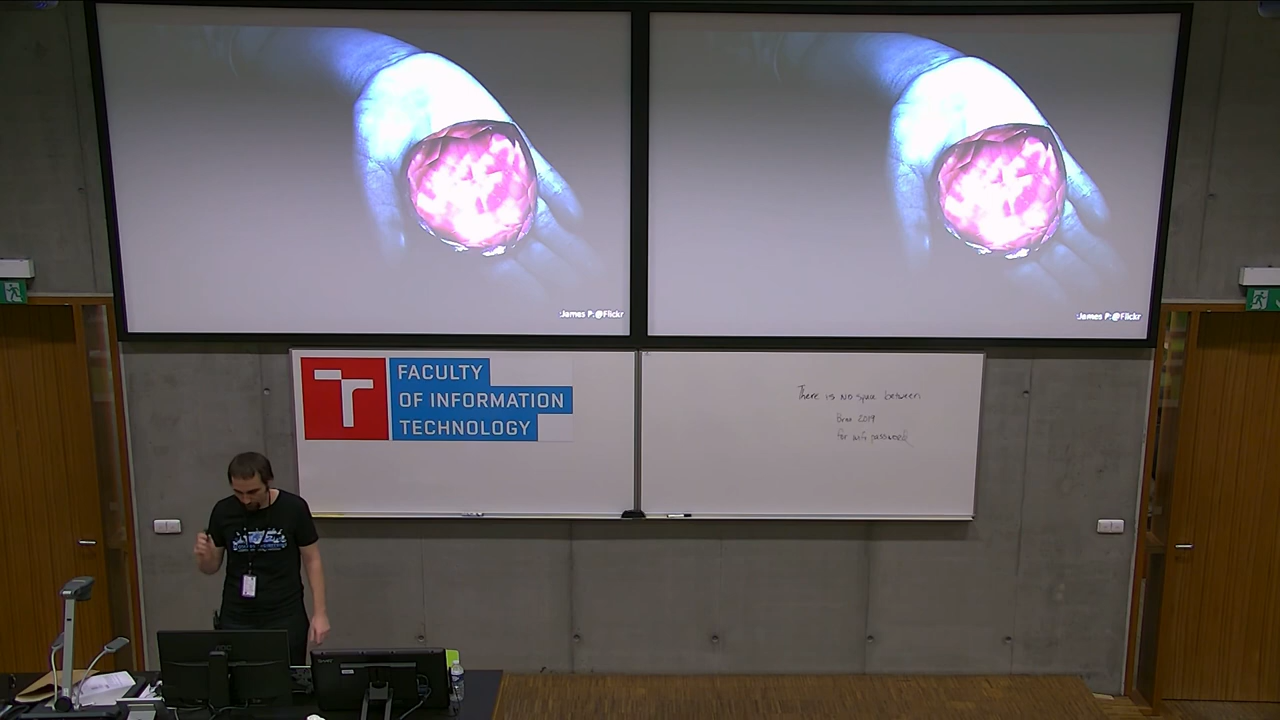 :James P:@Flickr
:James P:@Flickr
FACULTY
OF INFORMATION
TECHNOLOGY
There is no space between
Brno 2019
for wifi password